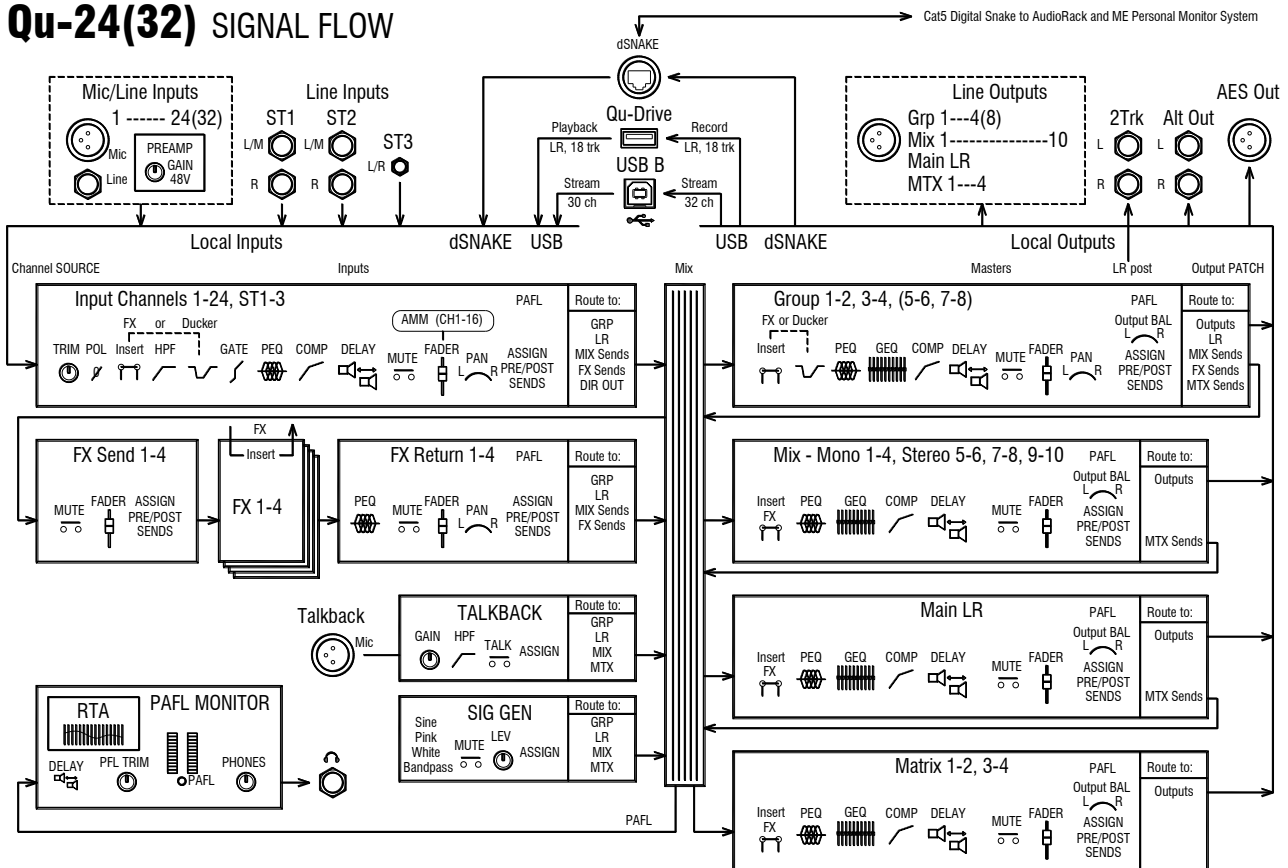 Qu-24(32) SIGNAL FLOW
Cat5 Digital Snake to AudioRack and ME Personal Monitor System
dSNAKE
Mic/Line Inputs
1 ------ 24(32)
Mic
Line
PREAMP
GAIN
48V
Line Inputs
ST1
ST2
ST3
L/M
R
L/M
R
L/R
Qu-Drive
Playback
LR, 18 trk
Record
LR, 18 trk
USB B
Stream
30 ch
Stream
32 ch
Line Outputs
Grp 1---4(8)
Mix 1--------------10
Main LR
MTX 1---4
2Trk
L
R
Alt Out
L
R
AES Out
Local Inputs
dSNAKE
USB
USB
dSNAKE
Local Outputs
Channel SOURCE
Inputs
Mix
Masters
LR post
Output PATCH
Input Channels 1-24, ST1-3
PAFL
FX or Ducker
AMM (CH1-16)
TRIM POL Insert HPF GATE PEQ COMP DELAY MUTE FADER PAN
L R
ASSIGN
PRE/POST
SENDS
Route to:
GRP
LR
MIX Sends
FX Sends
DIR OUT
Group 1-2, 3-4, (5-6, 7-8)
PAFL
FX or Ducker
Output BAL
L R
Insert PEQ GEQ COMP DELAY MUTE FADER PAN
L R
ASSIGN
PRE/POST
SENDS
Route to:
Outputs
LR
MIX Sends
FX Sends
MTX Sends
FX Send 1-4
MUTE FADER ASSIGN
PRE/POST
SENDS
FX
Insert
FX 1-4
FX Return 1-4
PAFL
PEQ MUTE FADER PAN
L R
ASSIGN
PRE/POST
SENDS
Route to:
GRP
LR
MIX Sends
FX Sends
Mix - Mono 1-4, Stereo 5-6, 7-8, 9-10
PAFL
Output BAL
L R
Insert
FX
PEQ GEQ COMP DELAY MUTE FADER
ASSIGN
PRE/POST
SENDS
Route to:
Outputs
MTX Sends
Talkback
Mic
TALKBACK
GAIN HPF TALK ASSIGN
Route to:
GRP
LR
MIX
MTX
Main LR
PAFL
Output BAL
L R
Insert
FX
PEQ GEQ COMP DELAY MUTE FADER
ASSIGN
PRE/POST
SENDS
Route to:
Outputs
MTX Sends
PAFL MONITOR
RTA
DELAY PFL TRIM PAFL PHONES
SIG GEN
Sine
Pink
White
Bandpass
MUTE LEV ASSIGN
Route to:
GRP
LR
MIX
MTX
PAFL
Matrix 1-2, 3-4
PAFL
Output BAL
L R
Insert
FX
PEQ GEQ COMP DELAY MUTE FADER
ASSIGN
PRE/POST
SENDS
Route to:
Outputs